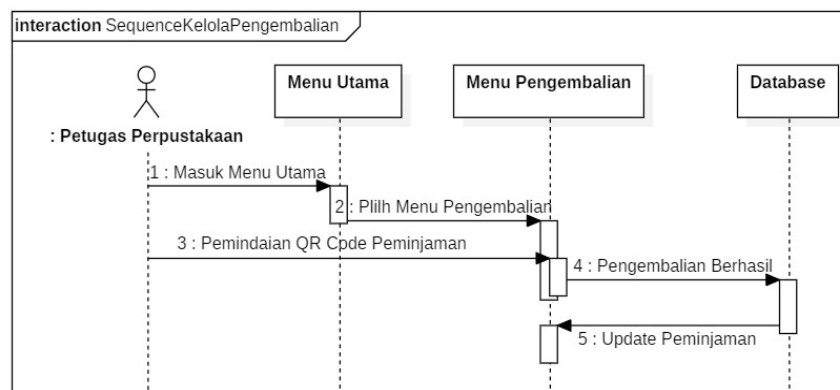 interaction SequenceKelolaPengembalian
Menu Utama
Menu Pengembalian
Database
: Petugas Perpustakaan
1 : Masuk Menu Utama
2 : Plilh Menu Pengembalian
3 : Pemindaian QR Code Peminjaman
4 : Pengembalian Berhasil
5 : Update Peminjaman